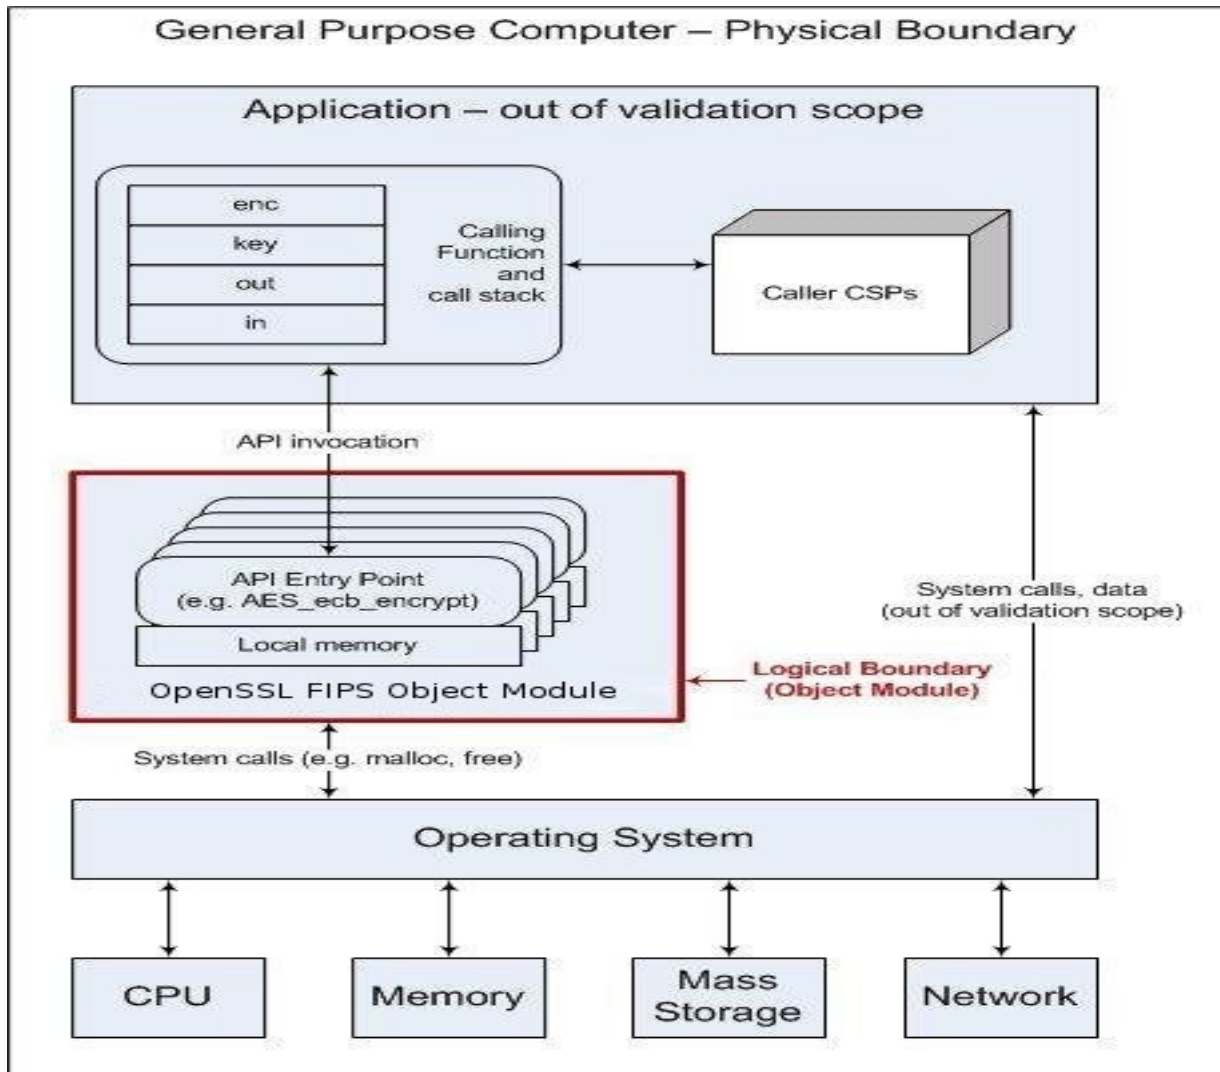 General Purpose Computer – Physical Boundary
Application – out of validation scope
enc
key
out
in
Calling
Function
and
call stack
Caller CSPs
API invocation
API Entry Point
(e.g. AES_ecb_encrypt)
Local memory
OpenSSL FIPS Object Module
Logical Boundary
(Object Module)
System calls, data
(out of validation scope)
System calls (e.g. malloc, free)
Operating System
CPU
Memory
Mass
Storage
Network